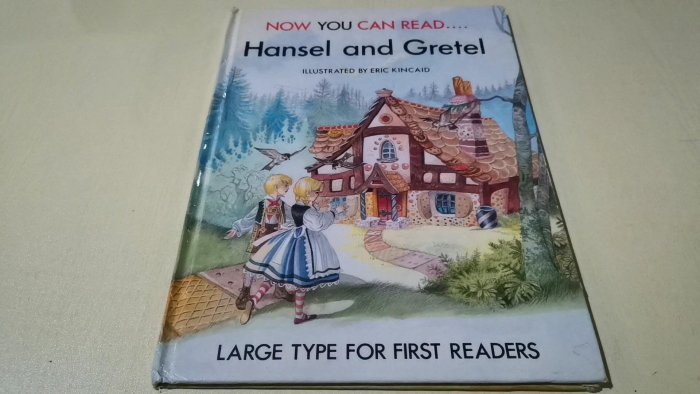 NOW YOU CAN READ....
Hansel and Gretel
ILLUSTRATED BY ERIC KINCAID
LARGE TYPE FOR FIRST READERS